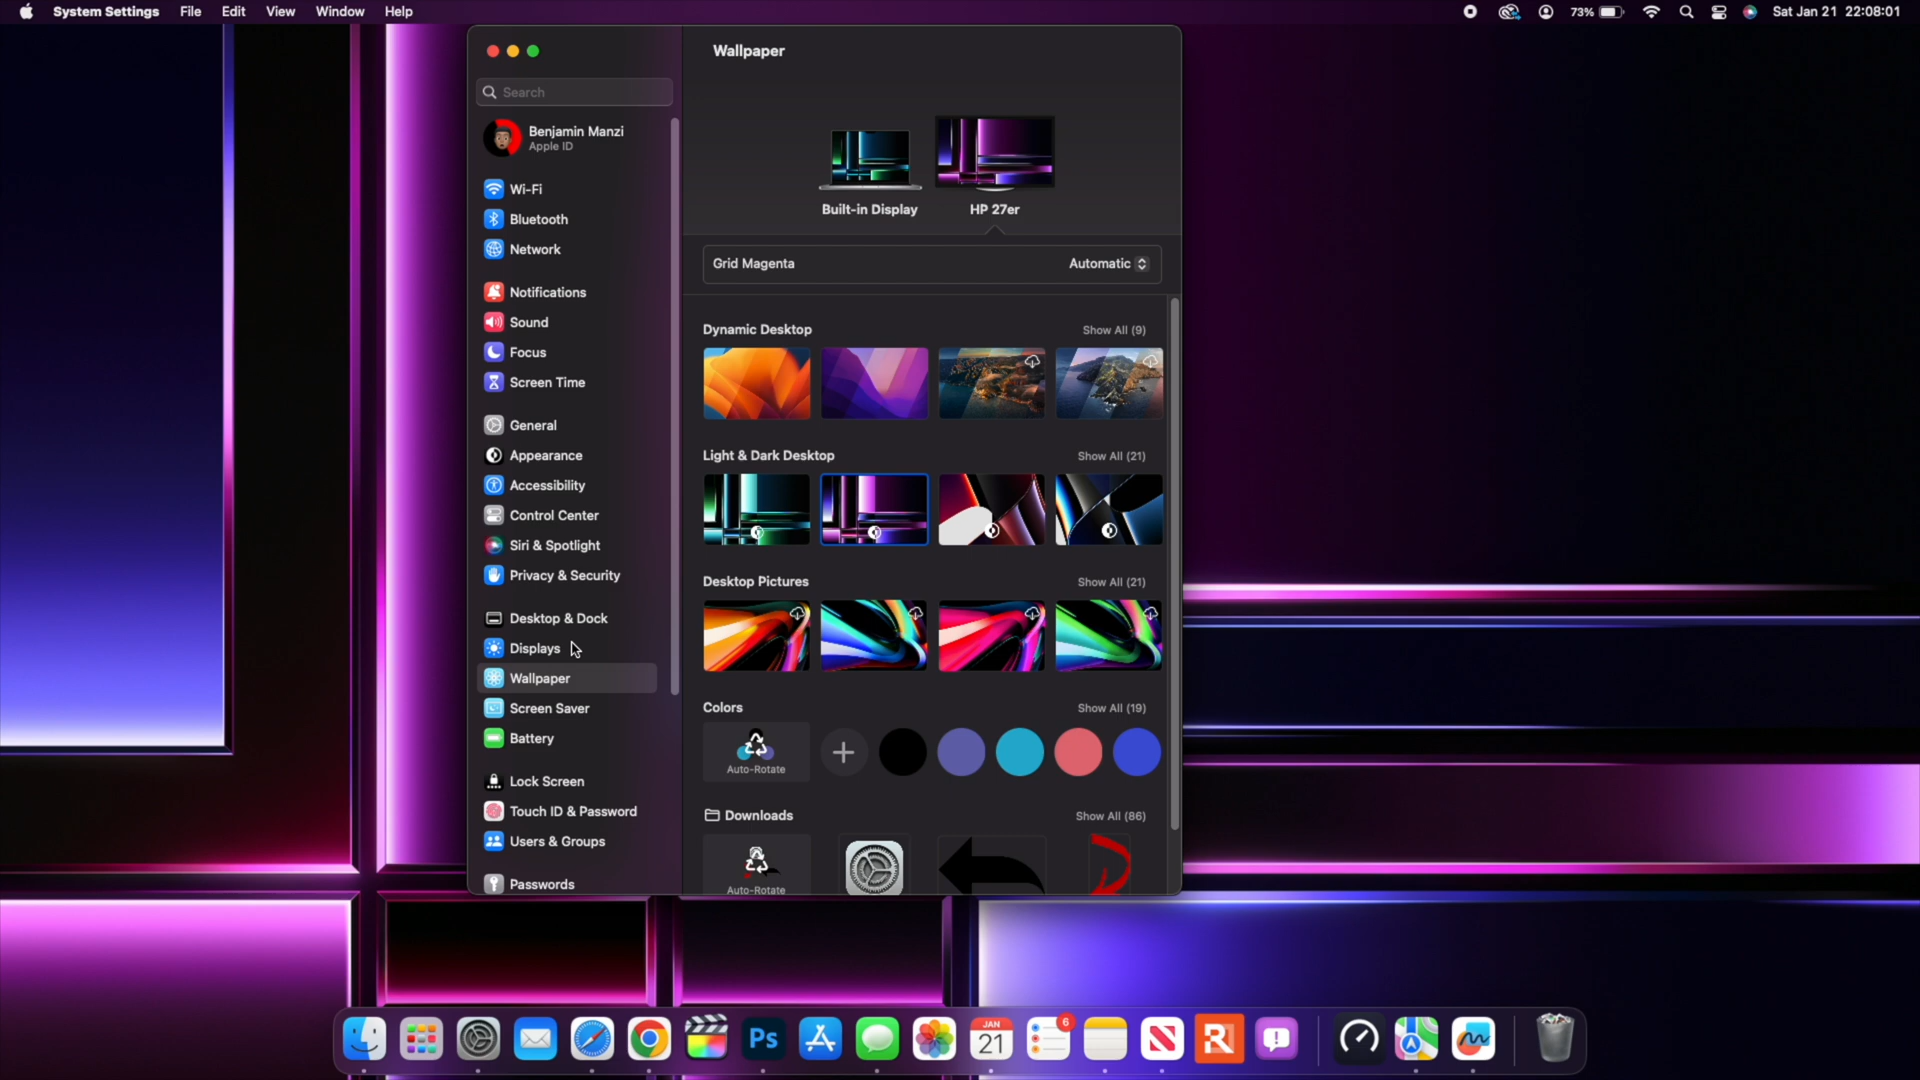 System Settings File Edit View Window Help
73% Sat Jan 21 22:08:01
Wallpaper
Search
Benjamin Manzi
Apple ID
Wi-Fi
Bluetooth
Network
Notifications
Sound
Focus
Screen Time
General
Appearance
Accessibility
Control Center
Siri & Spotlight
Privacy & Security
Desktop & Dock
Displays
Wallpaper
Screen Saver
Battery
Lock Screen
Touch ID & Password
Users & Groups
Passwords
Built-in Display HP 27er
Grid Magenta Automatic
Dynamic Desktop Show All (9)
Light & Dark Desktop Show All (21)
Desktop Pictures Show All (21)
Colors Show All (19)
Auto-Rotate
Downloads Show All (86)
Auto-Rotate
Ps JAN 21 6 R